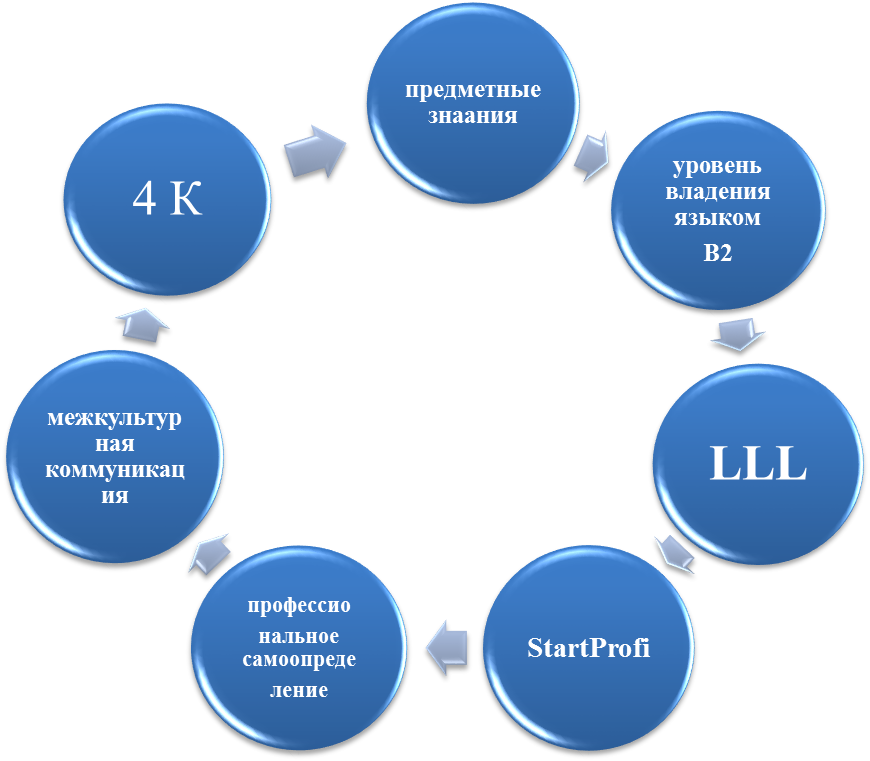 предметные
знаания
уровень
владения
языком
В2
LLL
StartProfi
профессио
нальное
самоопреде
ление
межкультур
ная
коммуникац
ия
4 К